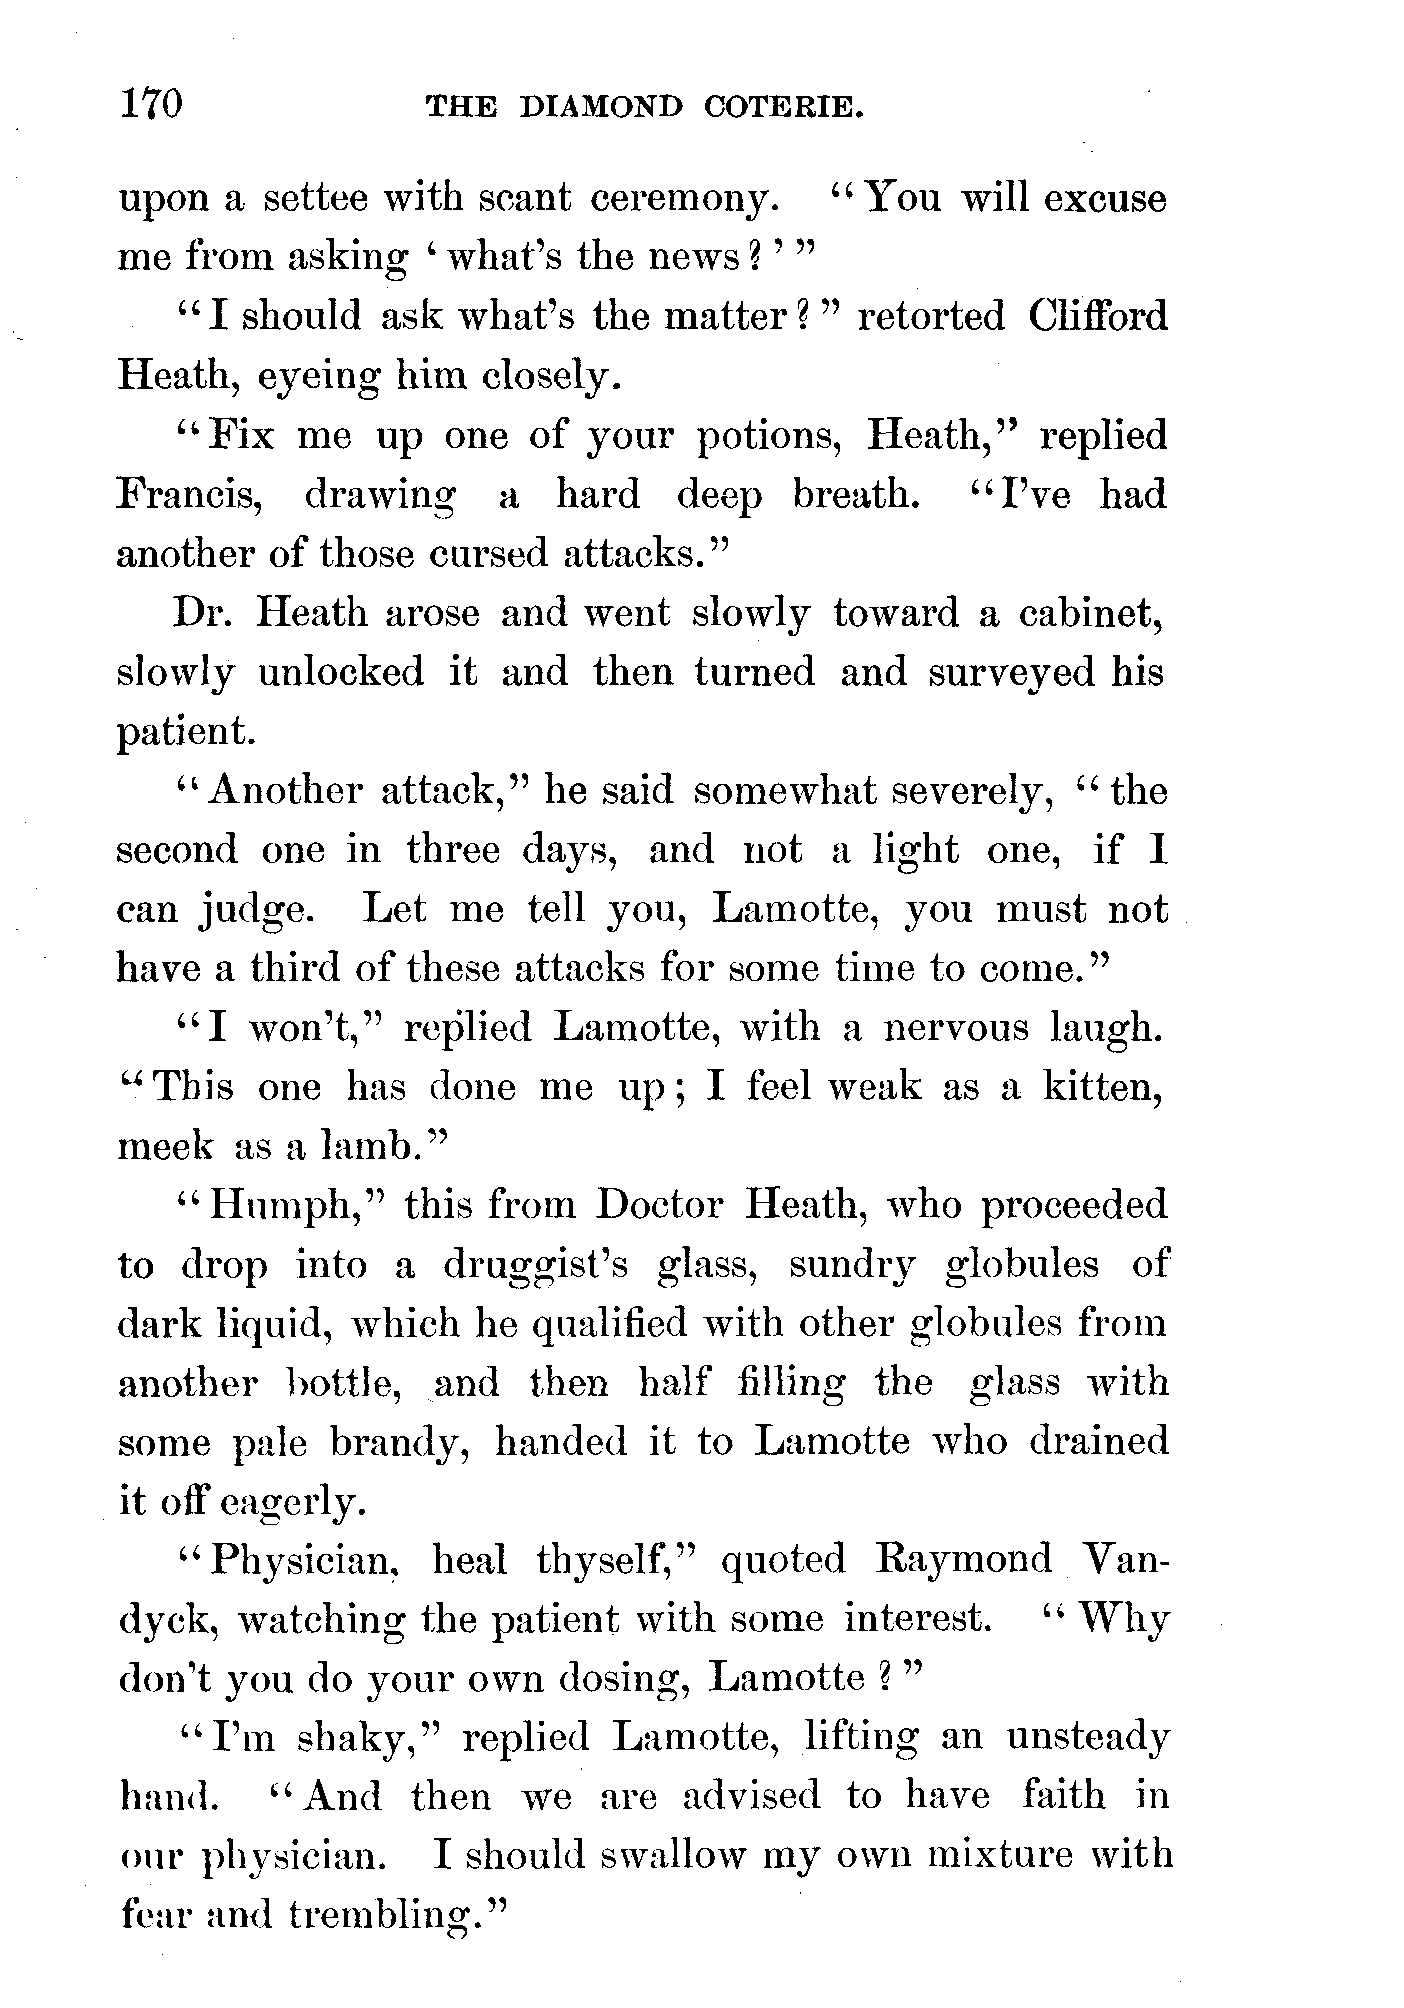 170 THE DIAMOND COTERIE.
upon a settee with scant ceremony. "You will excuse
me from asking 'what's the news?'"
"I should ask what's the matter?" retorted Clifford
Heath, eyeing him closely.
"Fix me up one of your potions, Heath," replied
Francis, drawing a hard deep breath. "I've had
another of those cursed attacks."
Dr. Heath arose and went slowly toward a cabinet,
slowly unlocked it and then turned and surveyed his
patient.
"Another attack," he said somewhat severely, "the
second one in three days, and not a light one, if I
can judge. Let me tell you, Lamotte, you must not
have a third of these attacks for some time to come."
"I won't," replied Lamotte, with a nervous laugh.
"This one has done me up; I feel weak as a kitten,
meek as a lamb."
"Humph," this from Doctor Heath, who proceeded
to drop into a druggist's glass, sundry globules of
dark liquid, which he qualified with other globules from
another bottle, and then half filling the glass with
some pale brandy, handed it to Lamotte who drained
it off eagerly.
"Physician, heal thyself," quoted Raymond Van-
dyck, watching the patient with some interest. "Why
don't you do your own dosing, Lamotte?"
"I'm shaky," replied Lamotte, lifting an unsteady
hand. "And then we are advised to have faith in
our physician. I should swallow my own mixture with
fear and trembling."